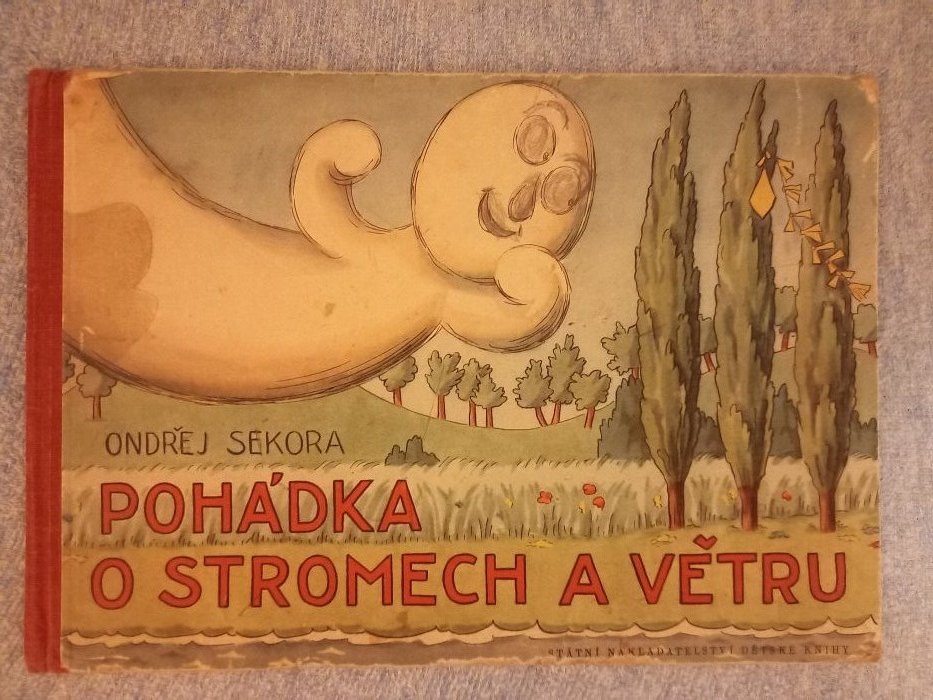 ONDŘEJ SEKORA
POHÁDKA
O STROMECH A VĚTRU
STÁTNÍ NAKLADATELSTVÍ DĚTSKÉ KNIHY